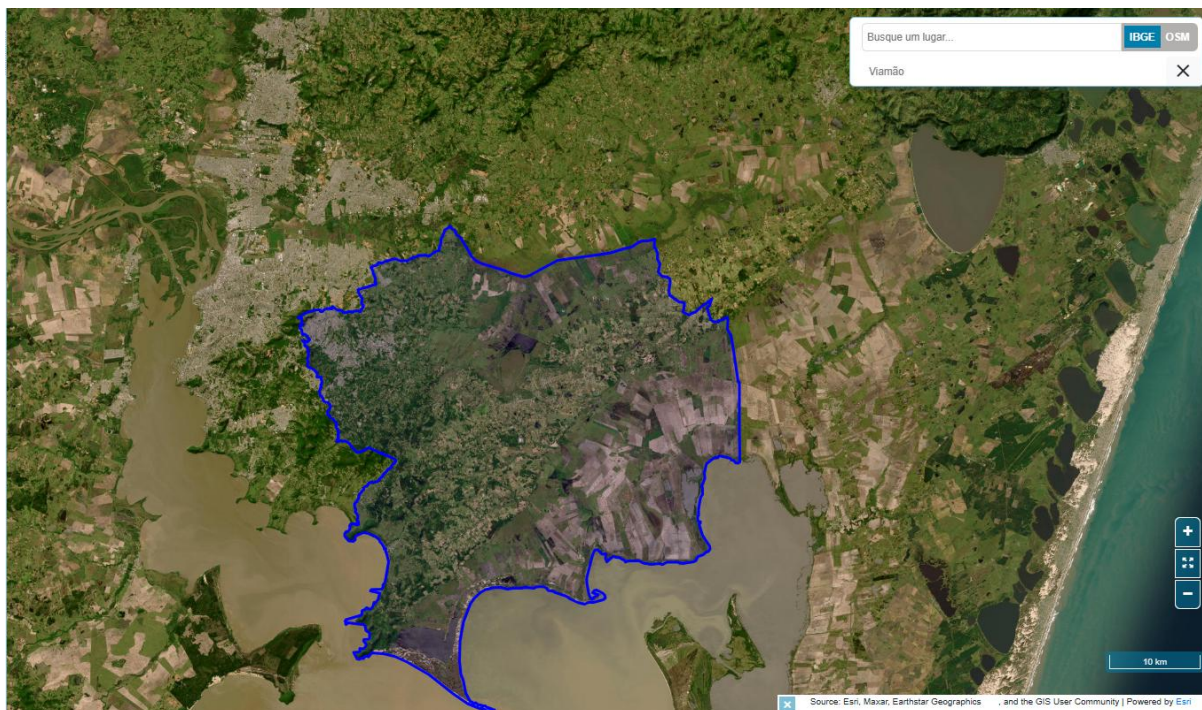 Busque um lugar...
IBGE OSM
Viamão
10 km
Source: Esri, Maxar, Earthstar Geographics , and the GIS User Community | Powered by Esri